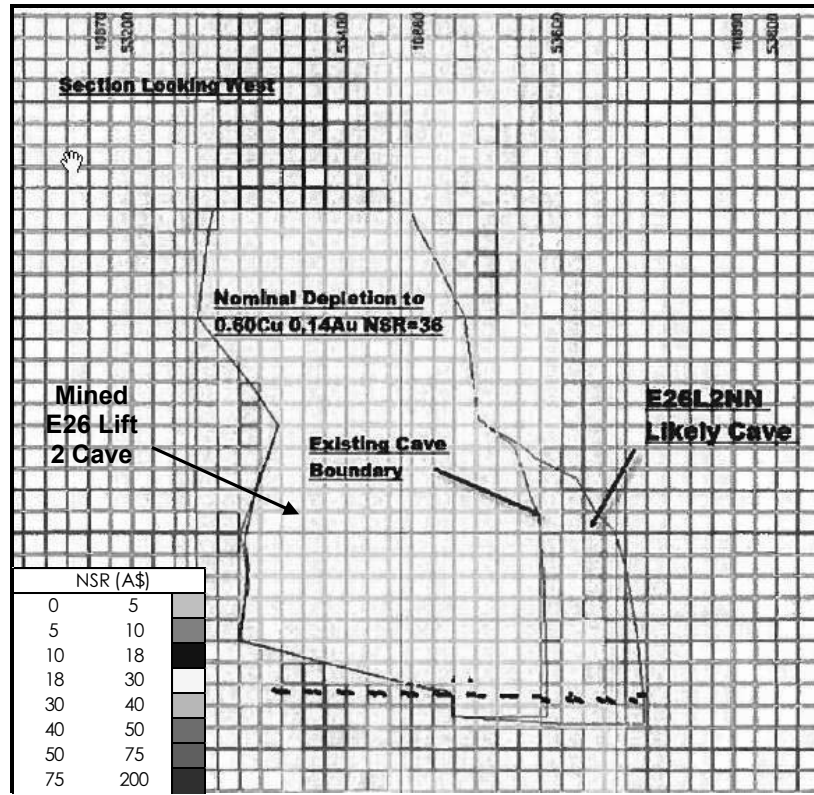 10870
53200
53400
10880
53600
10890
53800
Section Looking West
Nominal Depletion to
0.60Cu 0.14Au NSR=36
Mined
E26 Lift
2 Cave
E26L2NN
Likely Cave
Existing Cave
Boundary
NSR (A$)
0 5
5 10
10 18
18 30
30 40
40 50
50 75
75 200